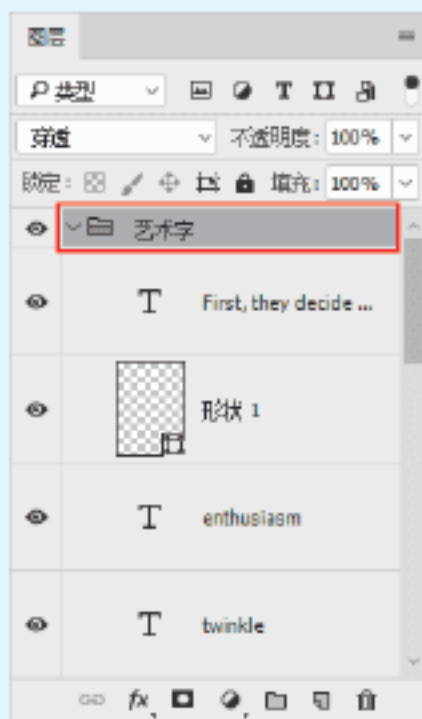 图层
类型
穿透 不透明度: 100%
锁定: 填充: 100%
艺术字
First, they decide ...
形状 1
enthusiasm
twinkle
fx